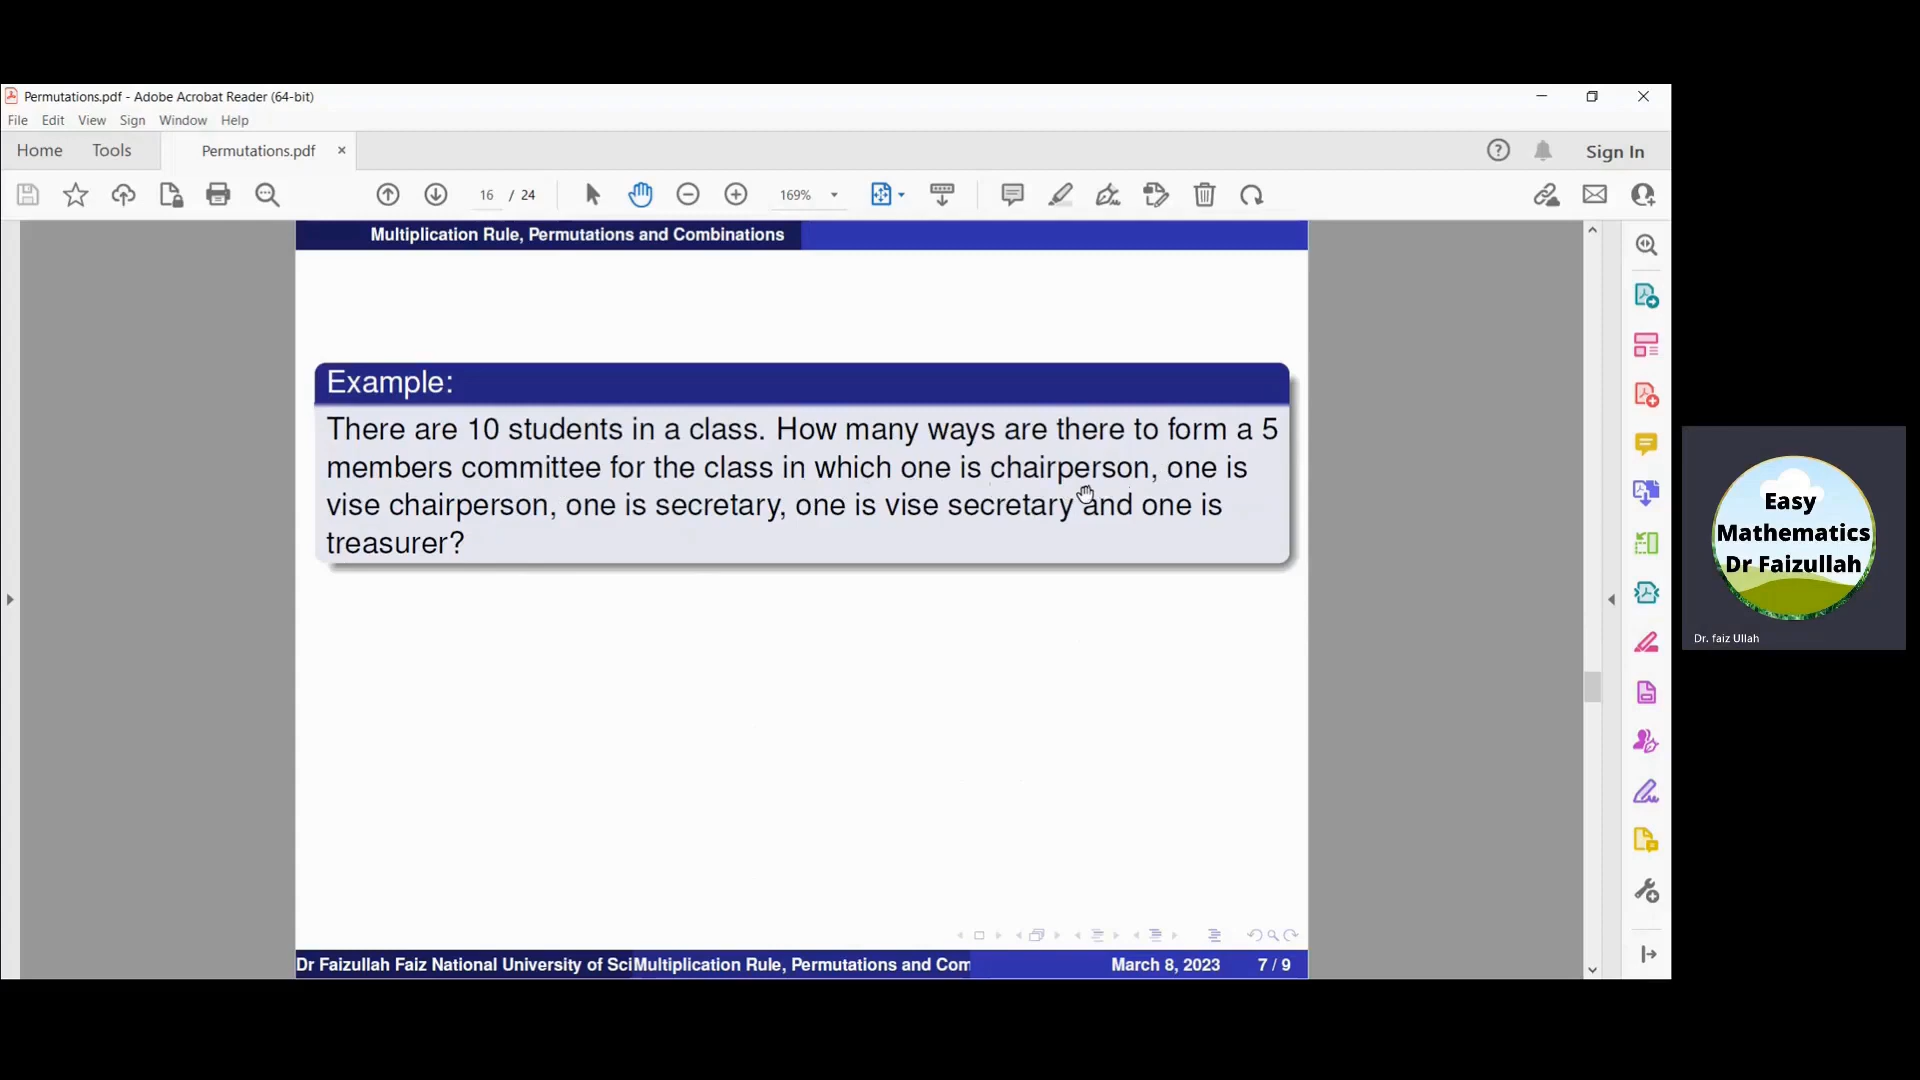 Permutations.pdf - Adobe Acrobat Reader (64-bit)
File Edit View Sign Window Help
Home Tools Permutations.pdf × Sign In
16 / 24 169%
Multiplication Rule, Permutations and Combinations
Example:
There are 10 students in a class. How many ways are there to form a 5
members committee for the class in which one is chairperson, one is
vise chairperson, one is secretary, one is vise secretary and one is
treasurer?
Dr Faizullah Faiz National University of Sci Multiplication Rule, Permutations and Com March 8, 2023 7 / 9
Easy
Mathematics
Dr Faizullah
Dr. faiz Ullah